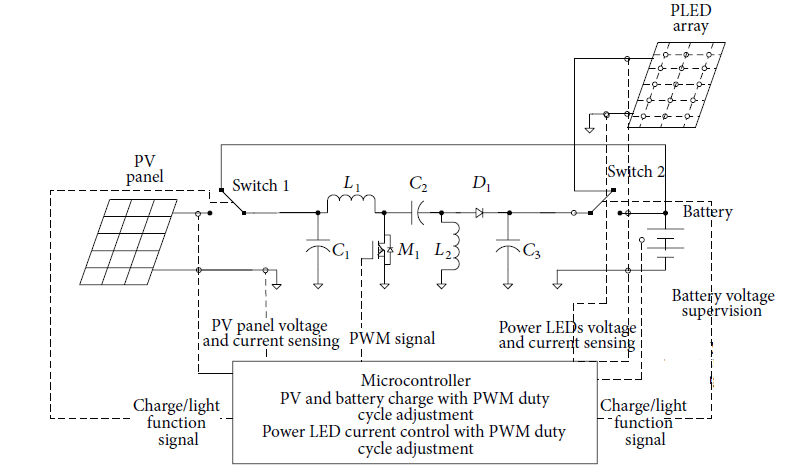 PLED
array
PV
panel
Switch 1
L1
C2
D1
Switch 2
Battery
C1
M1
L2
C3
Battery voltage
supervision
PV panel voltage
and current sensing
PWM signal
Power LEDs voltage
and current sensing
Microcontroller
PV and battery charge with PWM duty
cycle adjustment
Power LED current control with PWM duty
cycle adjustment
Charge/light
function
signal
Charge/light
function
signal